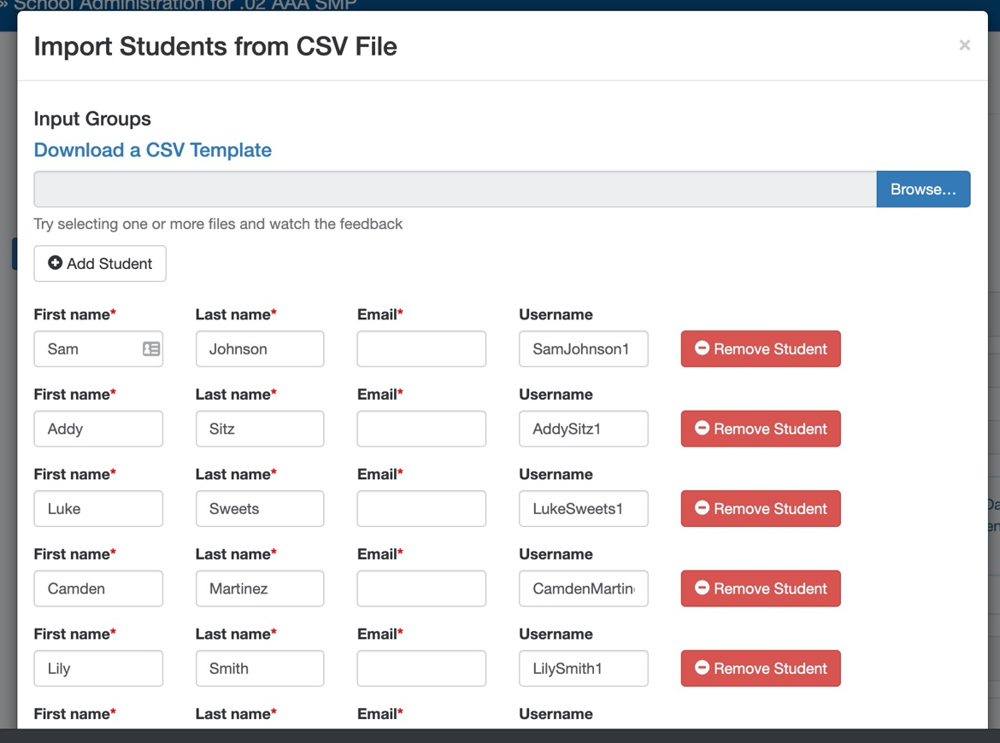 » School Administration for .02 AAA SMP
Import Students from CSV File ×
Input Groups
Download a CSV Template
Browse...
Try selecting one or more files and watch the feedback
Add Student
First name* Last name* Email* Username
Sam Johnson SamJohnson1 Remove Student
First name* Last name* Email* Username
Addy Sitz AddySitz1 Remove Student
First name* Last name* Email* Username
Luke Sweets LukeSweets1 Remove Student
Da
en
First name* Last name* Email* Username
Camden Martinez CamdenMartin Remove Student
First name* Last name* Email* Username
Lily Smith LilySmith1 Remove Student
First name* Last name* Email* Username